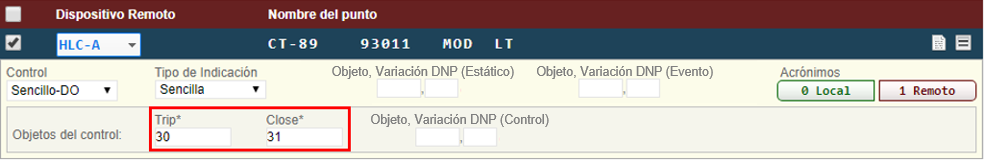 Dispositivo Remoto Nombre del punto
HLC-A CT-89 93011 MOD LT
Control Tipo de Indicación Objeto, Variación DNP (Estático) Objeto, Variación DNP (Evento) Acrónimos
Sencillo-DO Sencilla , , 0 Local 1 Remoto
Trip* Close* Objeto, Variación DNP (Control)
Objetos del control: 30 31 ,